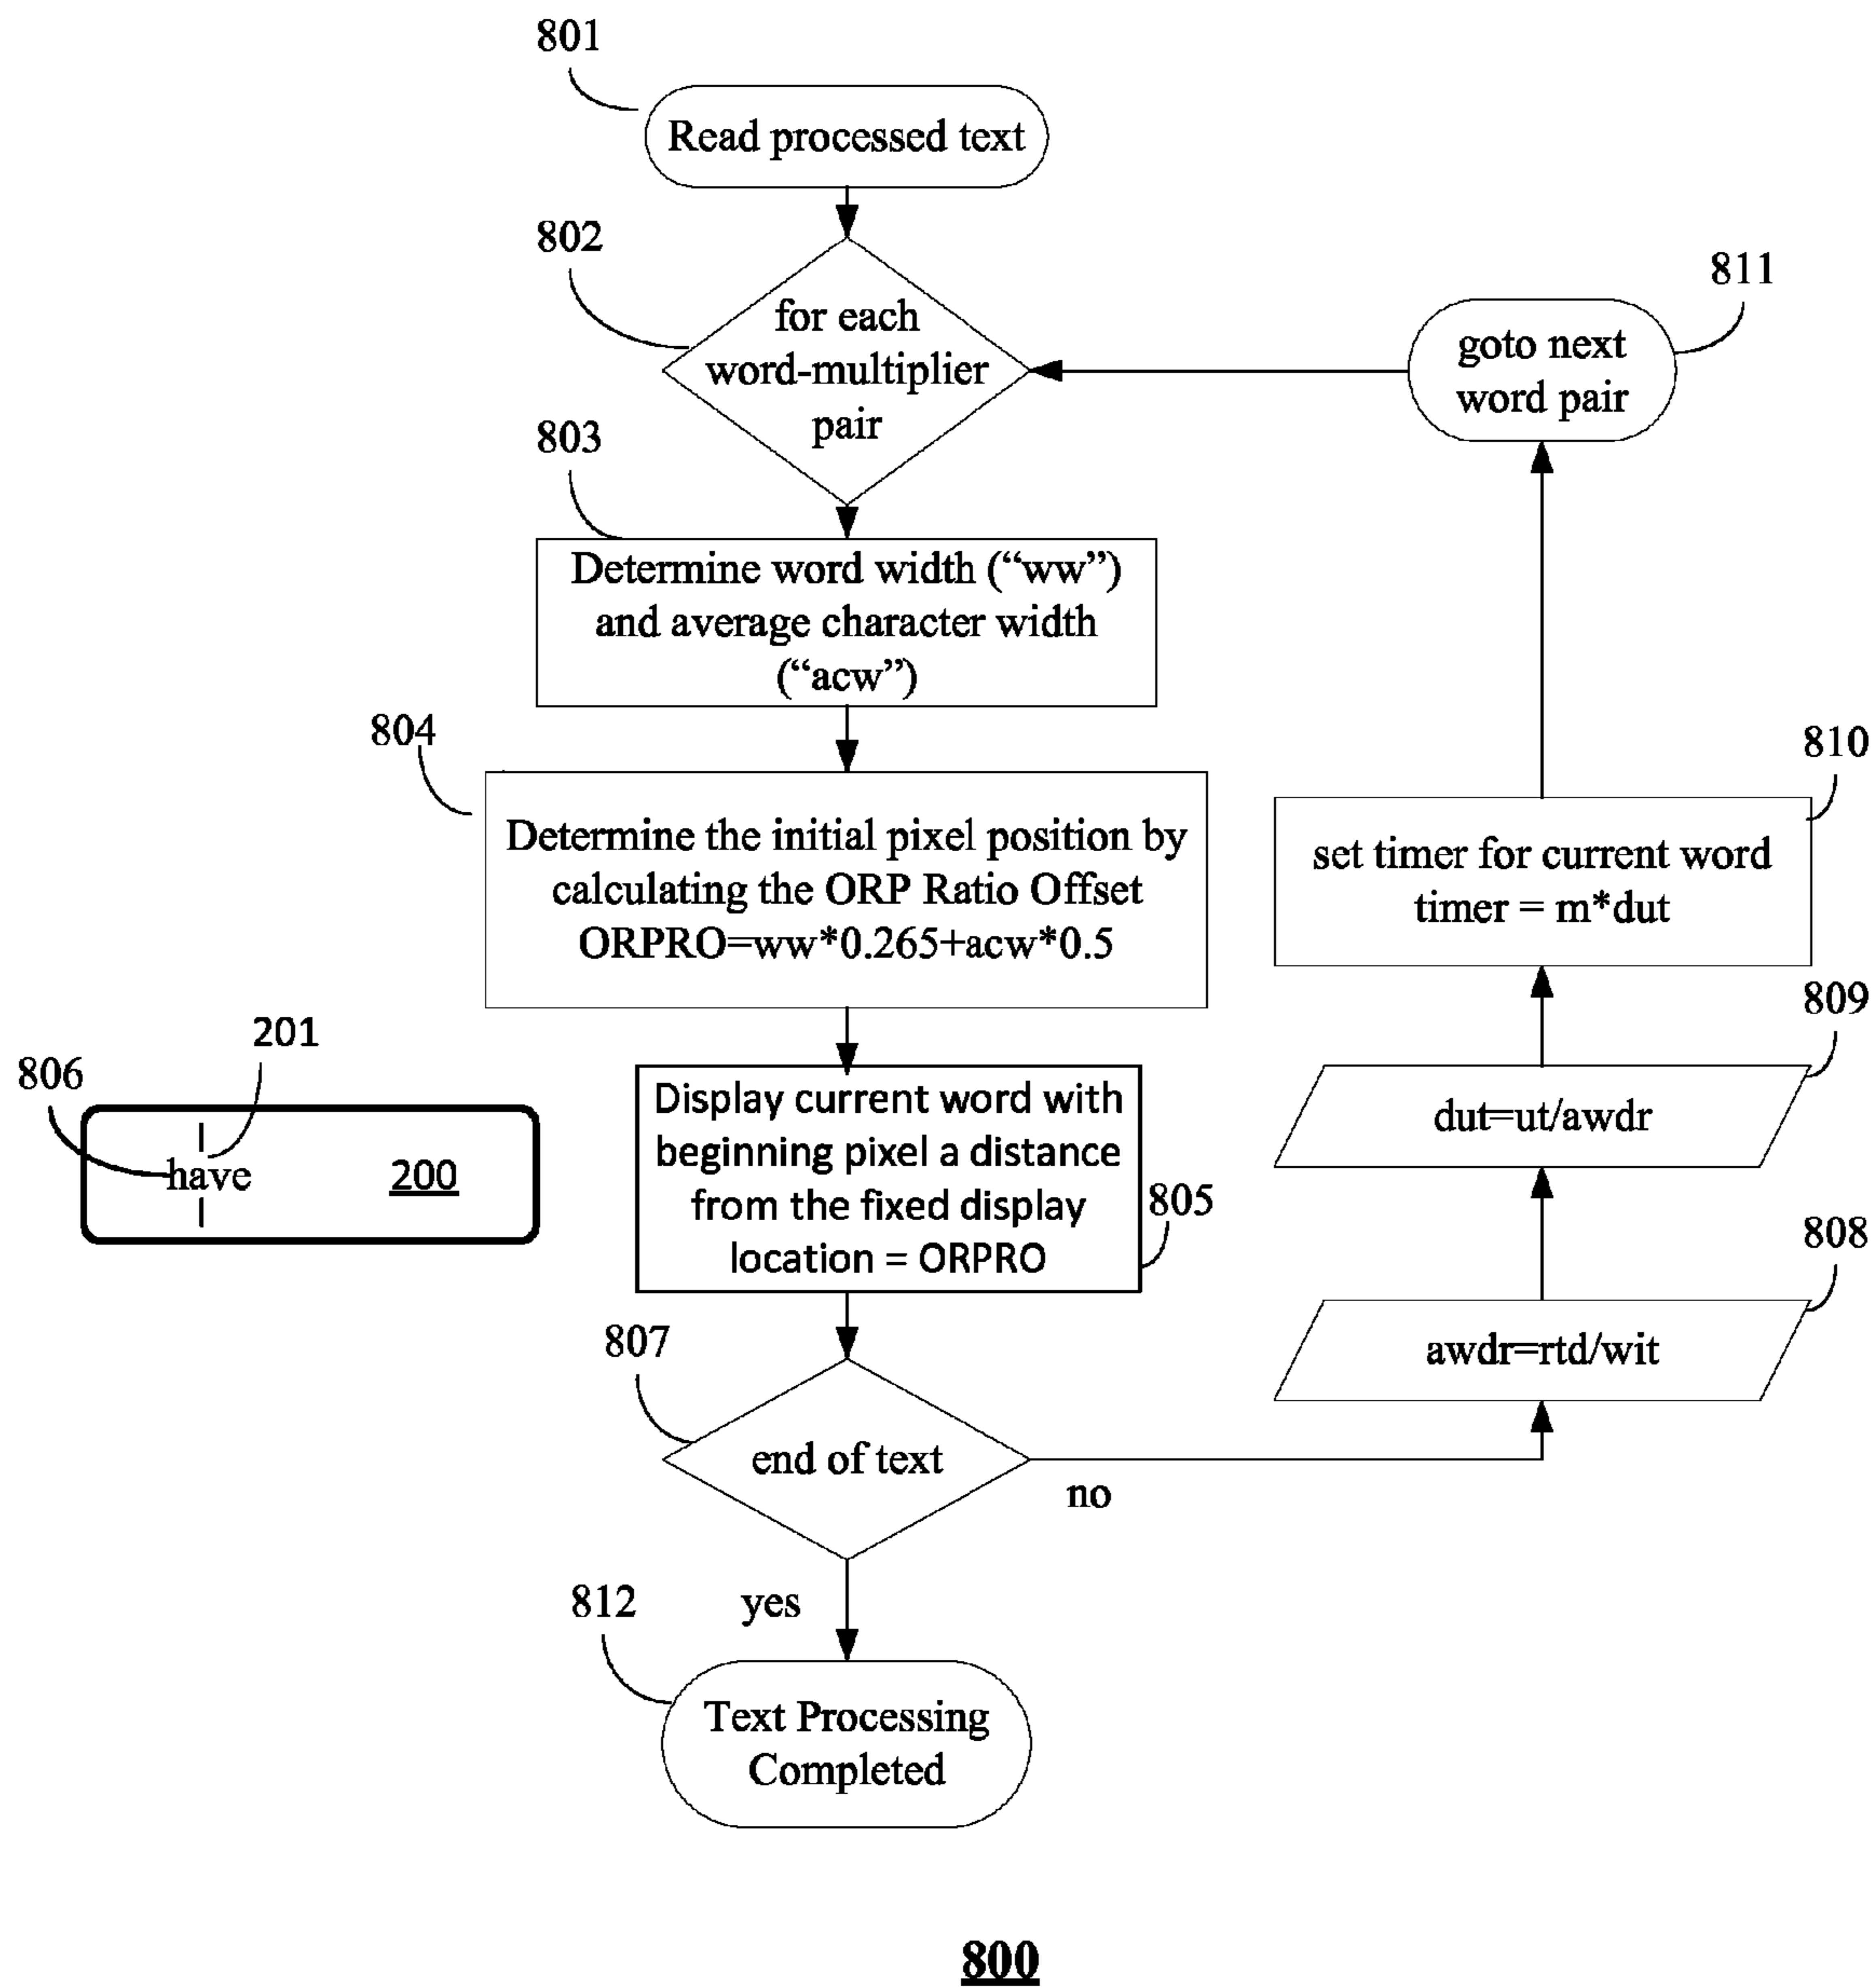 801
Read processed text
802
for each
word-multiplier
pair
811
goto next
word pair
803
Determine word width (“ww”)
and average character width
(“acw”)
804
Determine the initial pixel position by
calculating the ORP Ratio Offset
ORPRO=ww*0.265+acw*0.5
810
set timer for current word
timer = m*dut
809
dut=ut/awdr
201
806
have
200
Display current word with
beginning pixel a distance
from the fixed display
location = ORPRO
805
808
awdr=rtd/wit
807
end of text
no
yes
812
Text Processing
Completed
800